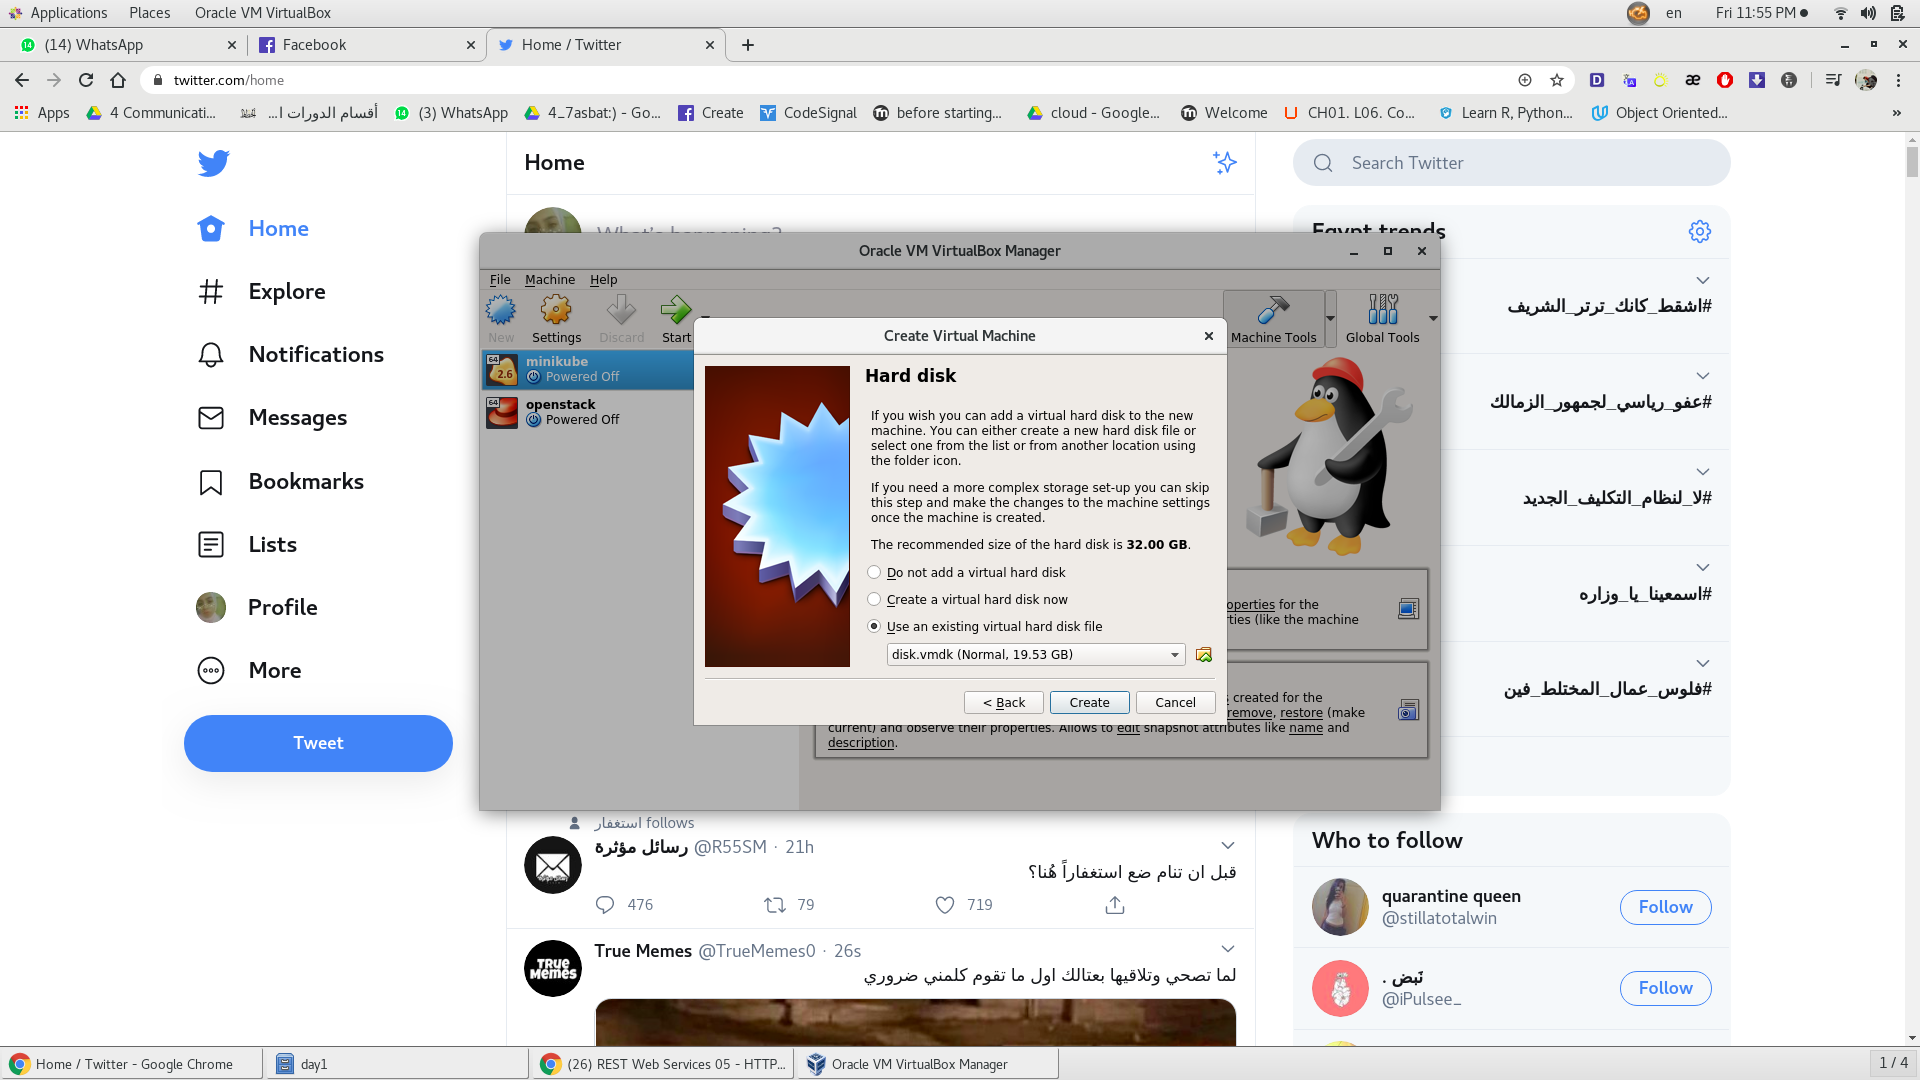 Applications Places Oracle VM VirtualBox en Fri 11:55 PM
(14) WhatsApp Facebook Home / Twitter
twitter.com/home
Apps 4 Communicati... أقسام الدورات ا... (3) WhatsApp 4_7asbat:) - Go... Create CodeSignal before starting... cloud - Google... Welcome CH01. L06. Co... Learn R, Python... Object Oriented... »
Home
Explore
Notifications
Messages
Bookmarks
Lists
Profile
More
Tweet
Home
What's happening?
Search Twitter
Egypt trends
#اشقط_كانك_ترتر_الشريف
#عفو_رياسي_لجمهور_الزمالك
#لا_لنظام_التكليف_الجديد
#اسمعينا_يا_وزاره
#فلوس_عمال_المختلط_فين
Oracle VM VirtualBox Manager
File Machine Help
New Settings Discard Start
Machine Tools Global Tools
64 2.6 minikube
Powered Off
64 openstack
Powered Off
Create Virtual Machine
Hard disk
If you wish you can add a virtual hard disk to the new
machine. You can either create a new hard disk file or
select one from the list or from another location using
the folder icon.
If you need a more complex storage set-up you can skip
this step and make the changes to the machine settings
once the machine is created.
The recommended size of the hard disk is 32.00 GB.
Do not add a virtual hard disk
Create a virtual hard disk now
Use an existing virtual hard disk file
disk.vmdk (Normal, 19.53 GB)
< Back Create Cancel
operties for the
ties (like the machine
s created for the
remove, restore (make
current) and observe their properties. Allows to edit snapshot attributes like name and
description.
استغفار follows
رسائل مؤثرة @R55SM · 21h
قبل ان تنام ضع استغفاراً هُنا؟
476 79 719
True Memes @TrueMemes0 · 26s
TRUE
MEMES
لما تصحي وتلاقيها بعتالك اول ما تقوم كلمني ضروري
Who to follow
quarantine queen
@stillatotalwin
Follow
نَبض .
@iPulsee_
Follow
Home / Twitter - Google Chrome day1 (26) REST Web Services 05 - HTTP... Oracle VM VirtualBox Manager 1 / 4